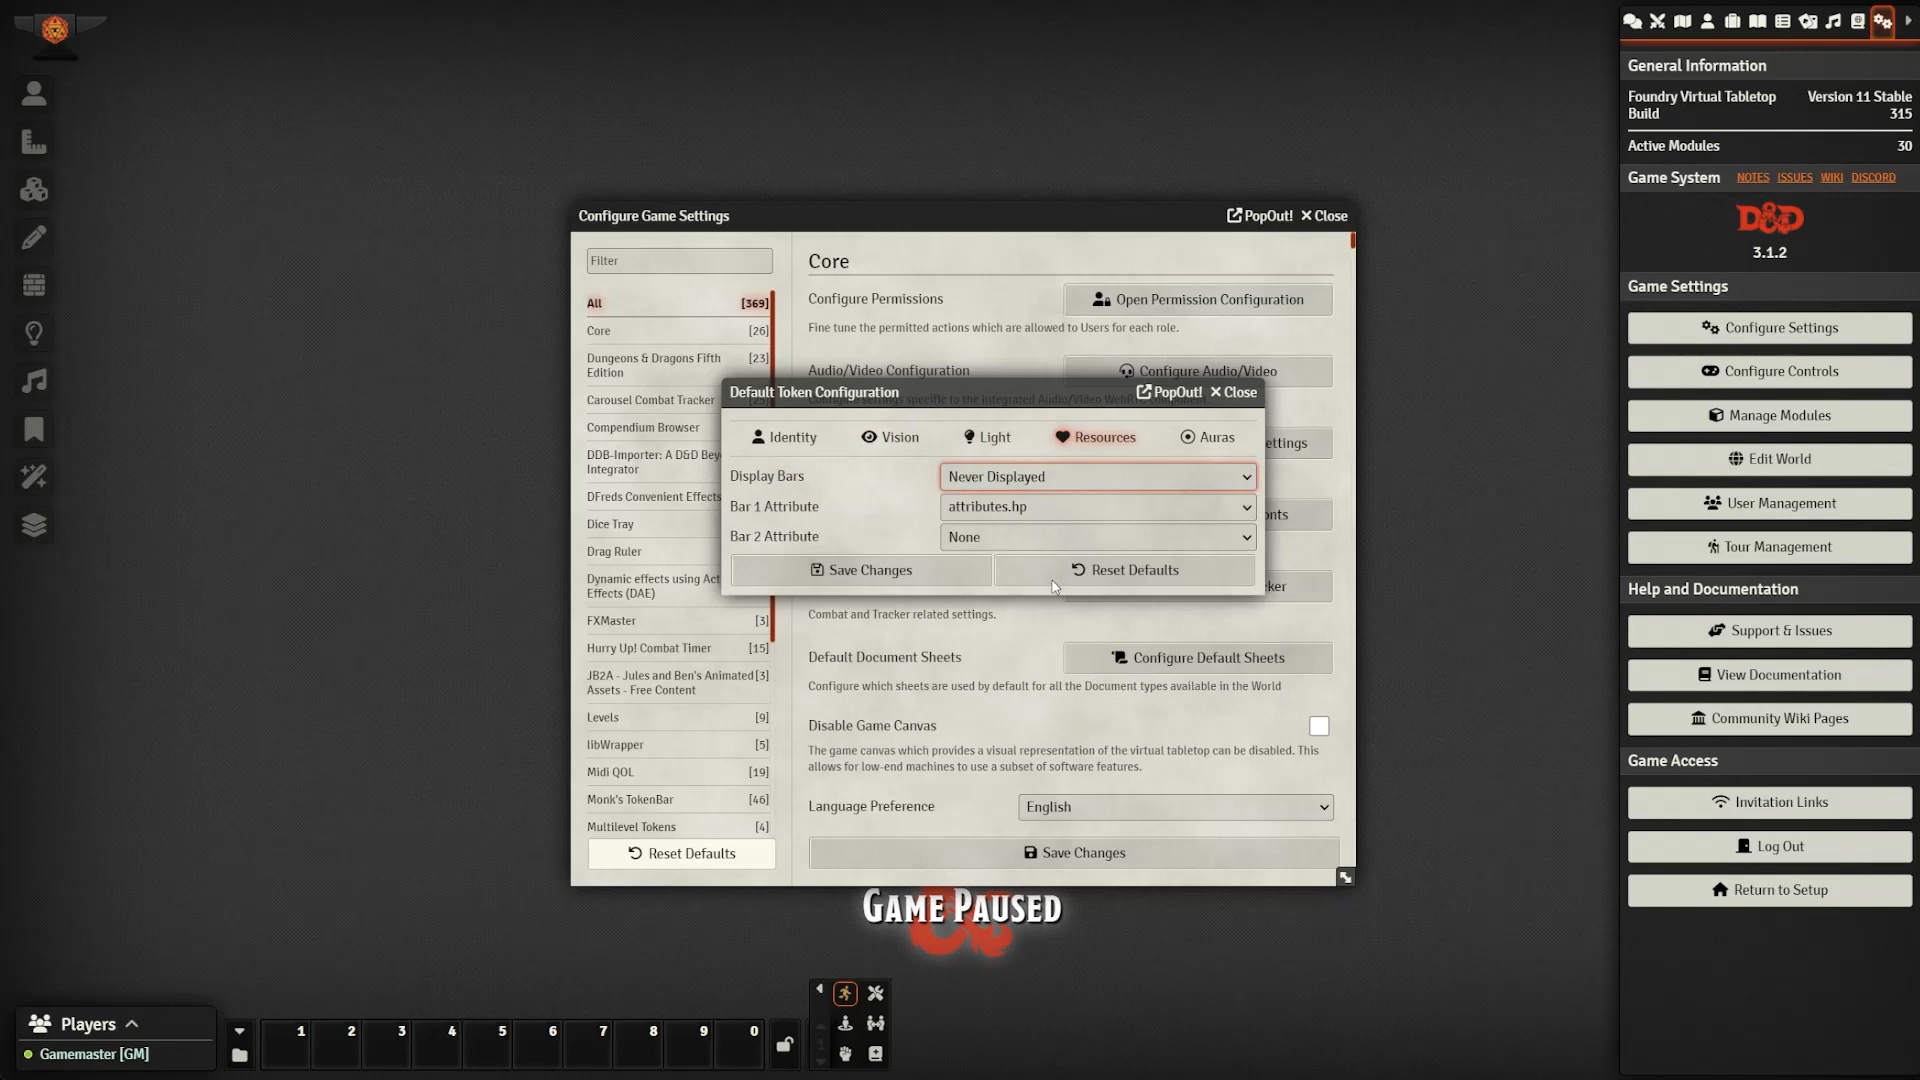 General Information
Foundry Virtual Tabletop Version 11 Stable
Build 315
Active Modules 30
Game System NOTES ISSUES WIKI DISCORD
D&D
3.1.2
Game Settings
Configure Settings
Configure Controls
Manage Modules
Edit World
User Management
Tour Management
Help and Documentation
Support & Issues
View Documentation
Community Wiki Pages
Game Access
Invitation Links
Log Out
Return to Setup
Configure Game Settings PopOut! Close
Filter
All [369]
Core [26]
Dungeons & Dragons Fifth [23]
Edition
Carousel Combat Tracker
Compendium Browser
DDB-Importer: A D&D Bey
Integrator
DFreds Convenient Effects
Dice Tray
Drag Ruler
Dynamic effects using Act
Effects (DAE)
FXMaster [3]
Hurry Up! Combat Timer [15]
JB2A - Jules and Ben's Animated [3]
Assets - Free Content
Levels [9]
libWrapper [5]
Midi QOL [19]
Monk's TokenBar [46]
Multilevel Tokens [4]
Reset Defaults
Core
Configure Permissions Open Permission Configuration
Fine tune the permitted actions which are allowed to Users for each role.
Audio/Video Configuration Configure Audio/Video
Default Token Configuration PopOut! Close
Identity Vision Light Resources Auras
Display Bars Never Displayed
Bar 1 Attribute attributes.hp
Bar 2 Attribute None
Save Changes Reset Defaults
ettings
onts
ker
Combat and Tracker related settings.
Default Document Sheets Configure Default Sheets
Configure which sheets are used by default for all the Document types available in the World
Disable Game Canvas
The game canvas which provides a visual representation of the virtual tabletop can be disabled. This
allows for low-end machines to use a subset of software features.
Language Preference English
Save Changes
GAME PAUSED
Players
Gamemaster [GM]
1 2 3 4 5 6 7 8 9 0